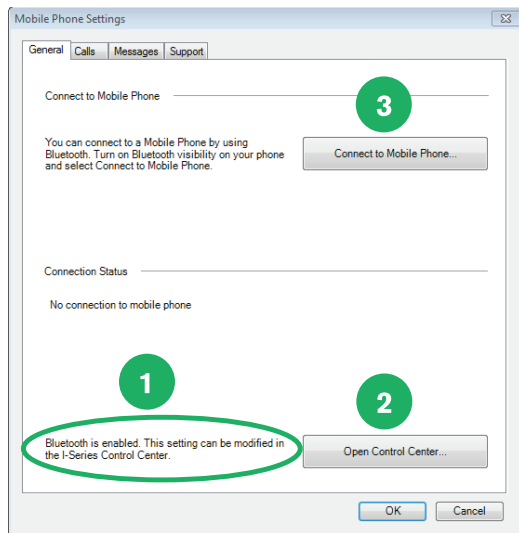 Mobile Phone Settings
General Calls Messages Support
Connect to Mobile Phone
3
You can connect to a Mobile Phone by using
Bluetooth. Turn on Bluetooth visibility on your phone
and select Connect to Mobile Phone.
Connect to Mobile Phone...
Connection Status
No connection to mobile phone
1
2
Bluetooth is enabled. This setting can be modified in
the I-Series Control Center.
Open Control Center...
OK Cancel